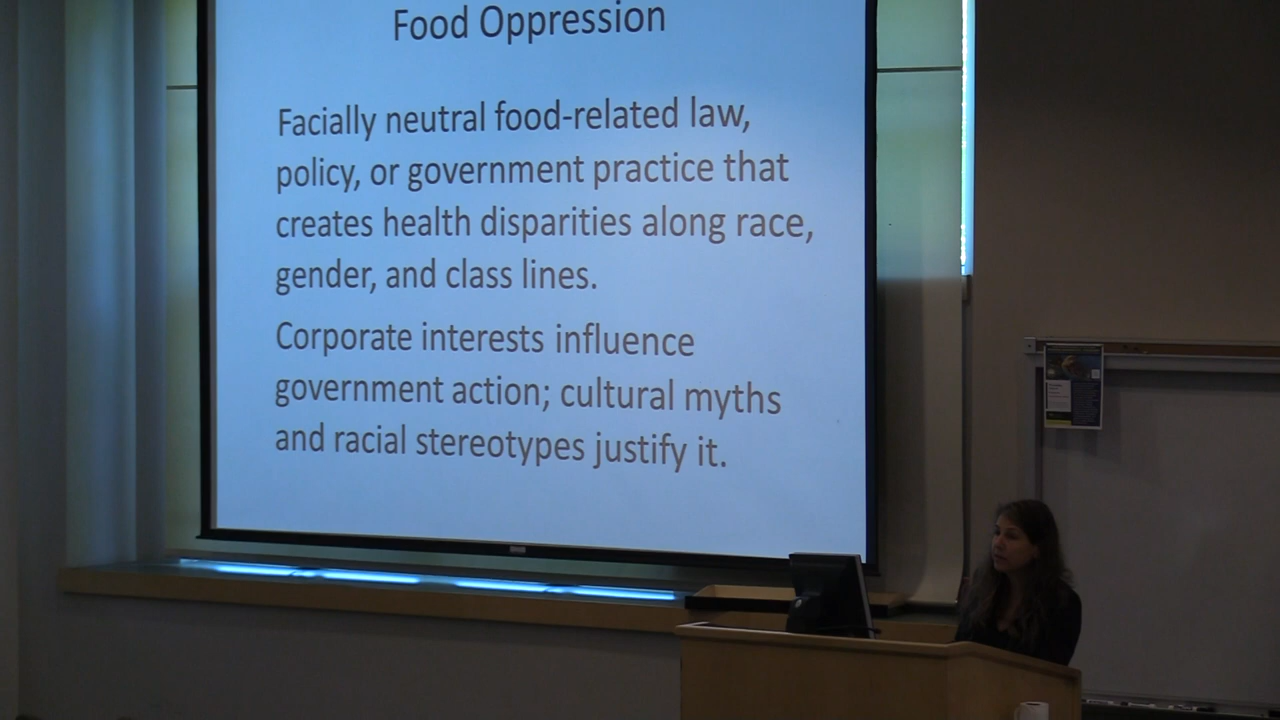 Food Oppression
Facially neutral food-related law,
policy, or government practice that
creates health disparities along race,
gender, and class lines.
Corporate interests influence
government action; cultural myths
and racial stereotypes justify it.